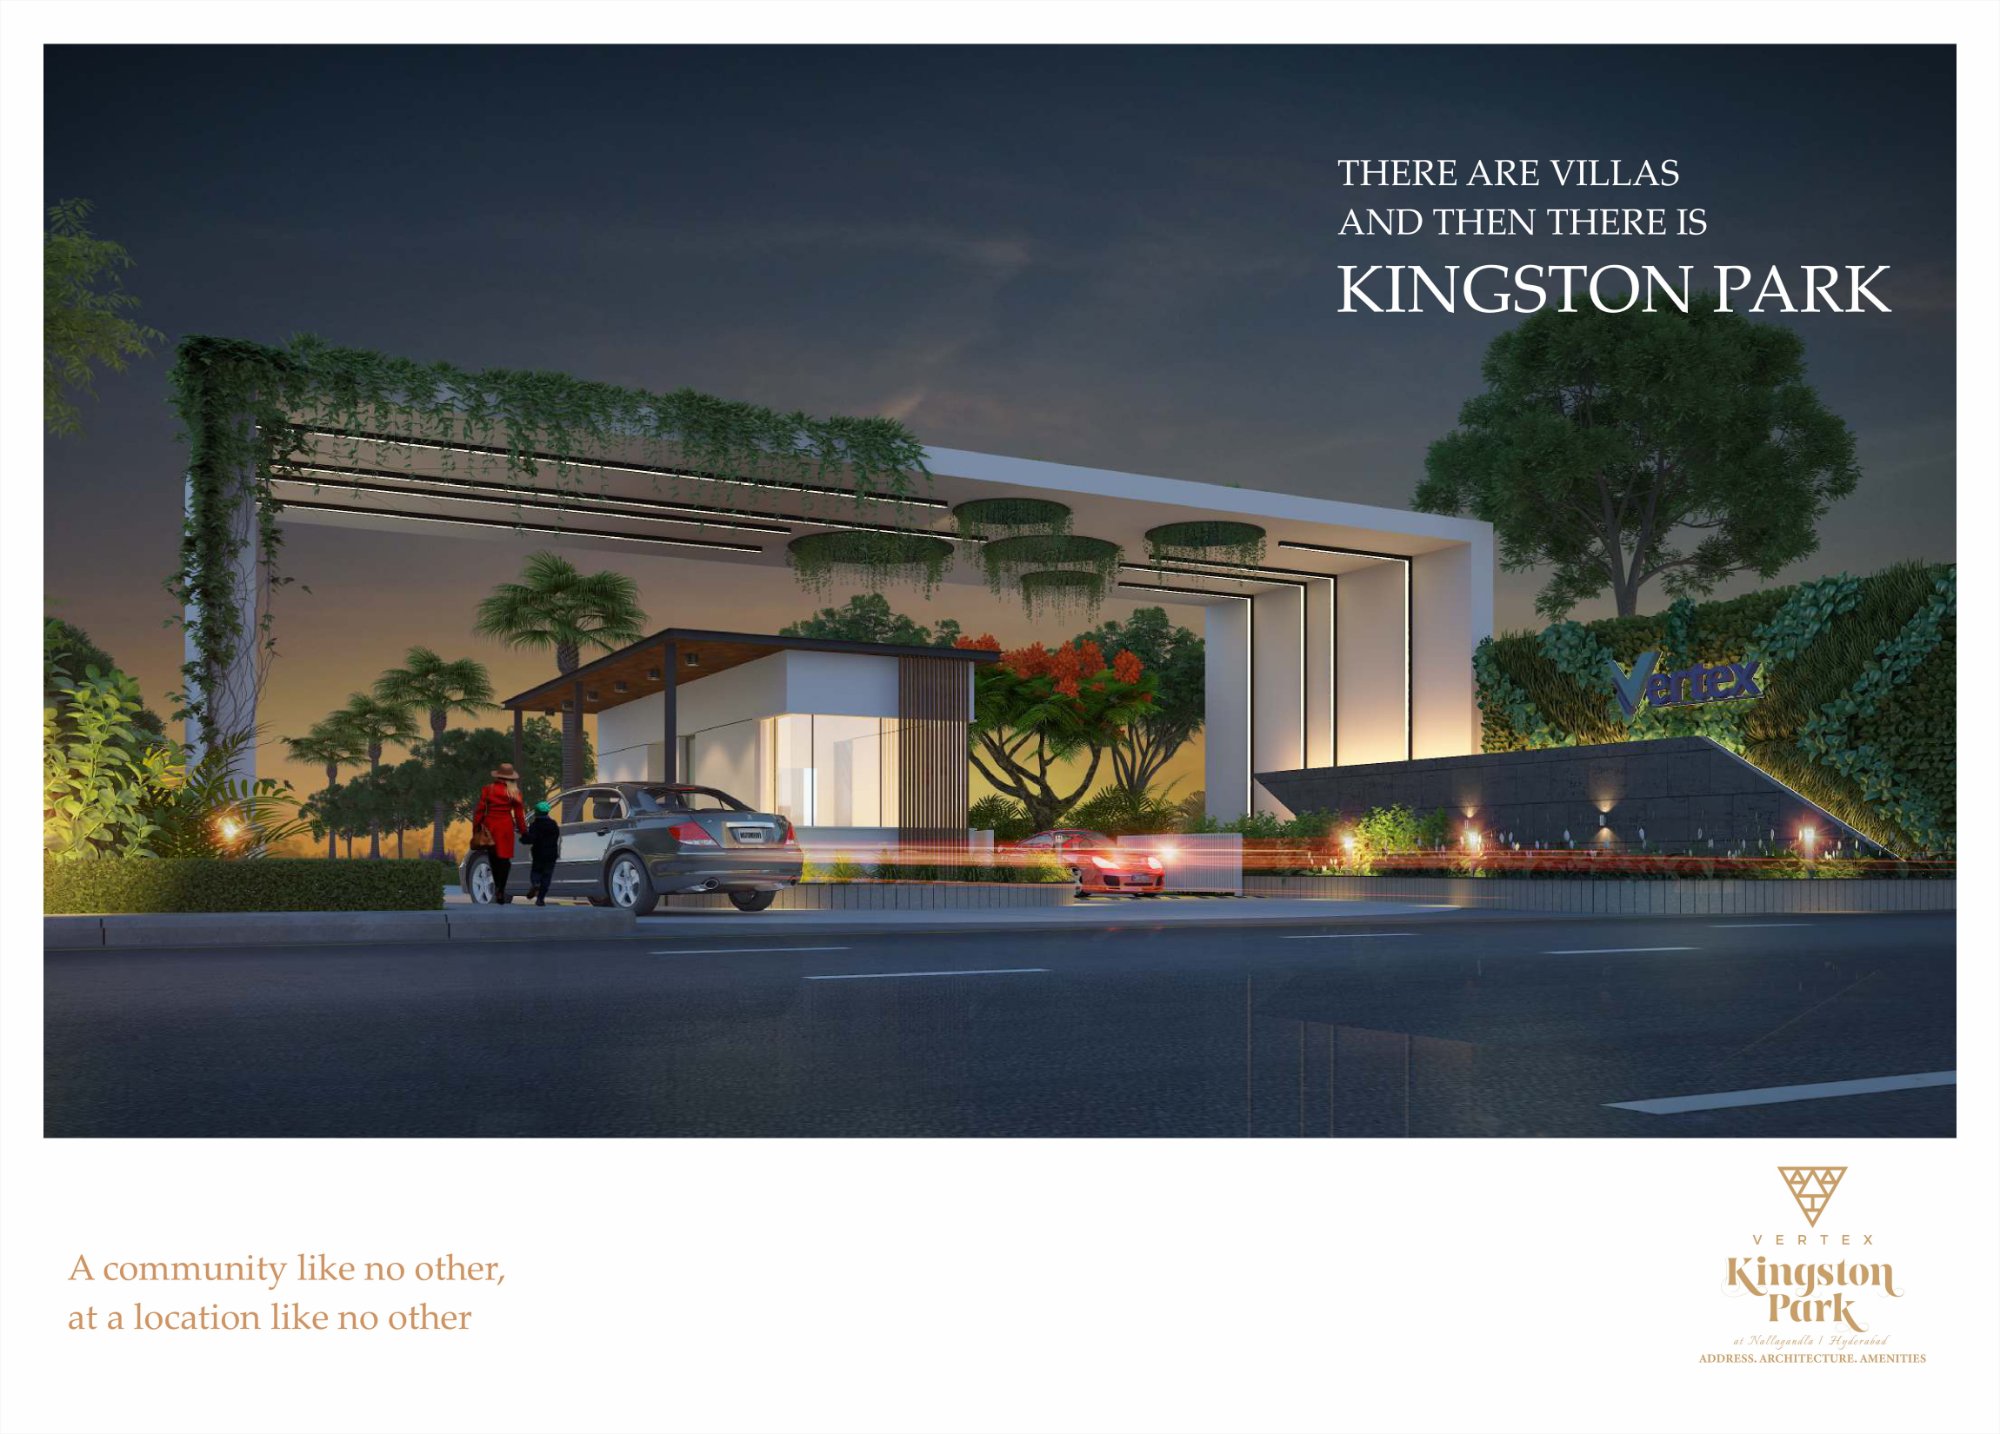 THERE ARE VILLAS
AND THEN THERE IS
KINGSTON PARK
Vertex
A community like no other,
at a location like no other
VERTEX
Kingston
Park
at Nallagandla | Hyderabad
ADDRESS. ARCHITECTURE. AMENITIES